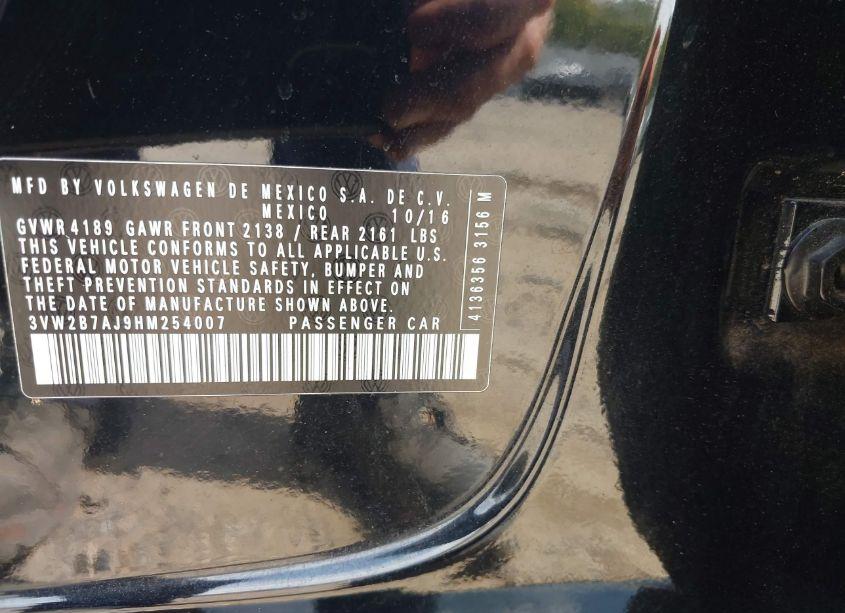 MFD BY VOLKSWAGEN DE MEXICO S.A. DE C.V.
MEXICO 10/16
GVWR 4189 GAWR FRONT 2138 / REAR 2161 LBS
THIS VEHICLE CONFORMS TO ALL APPLICABLE U.S.
FEDERAL MOTOR VEHICLE SAFETY, BUMPER AND
THEFT PREVENTION STANDARDS IN EFFECT ON
THE DATE OF MANUFACTURE SHOWN ABOVE.
3VW2B7AJ9HM254007 PASSENGER CAR
4136356 3156 M